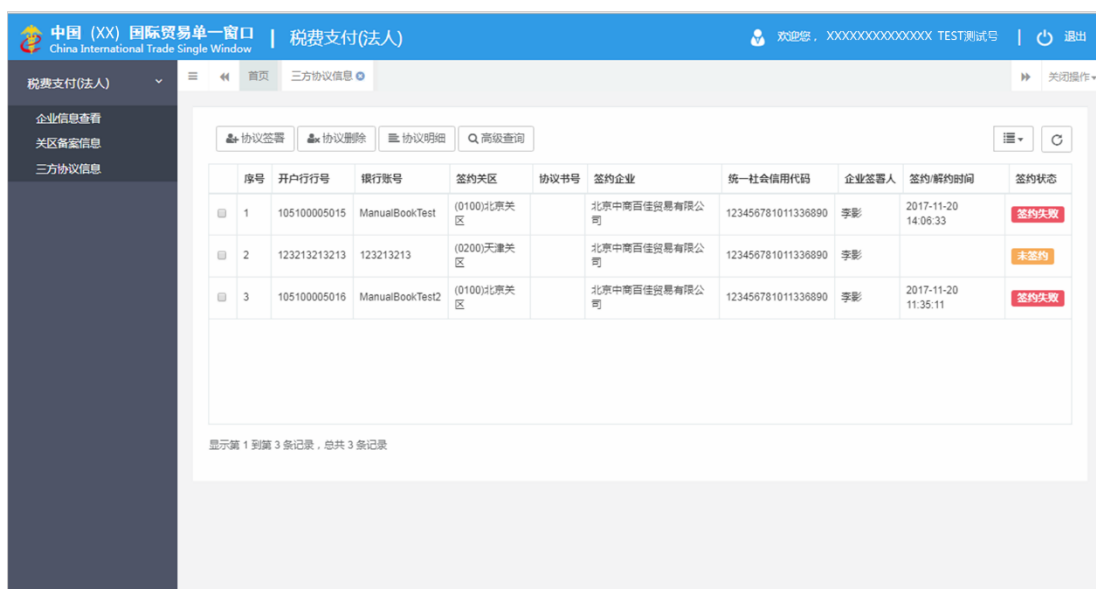 中国（XX）国际贸易单一窗口 | 税费支付(法人)
China International Trade Single Window
欢迎您，XXXXXXXXXXXXXX TEST测试号 | 退出
税费支付(法人)
首页 三方协议信息 关闭操作
企业信息查看
关区备案信息
三方协议信息
协议签署 协议删除 协议明细 高级查询
序号 开户行行号 银行账号 签约关区 协议书号 签约企业 统一社会信用代码 企业签署人 签约/解约时间 签约状态
1 105100005015 ManualBookTest (0100)北京关区 北京中商百佳贸易有限公司 123456781011336890 李影 2017-11-20 14:06:33 签约失败
2 123213213213 123213213 (0200)天津关区 北京中商百佳贸易有限公司 123456781011336890 李影 未签约
3 105100005016 ManualBookTest2 (0100)北京关区 北京中商百佳贸易有限公司 123456781011336890 李影 2017-11-20 11:35:11 签约失败
显示第 1 到第 3 条记录，总共 3 条记录